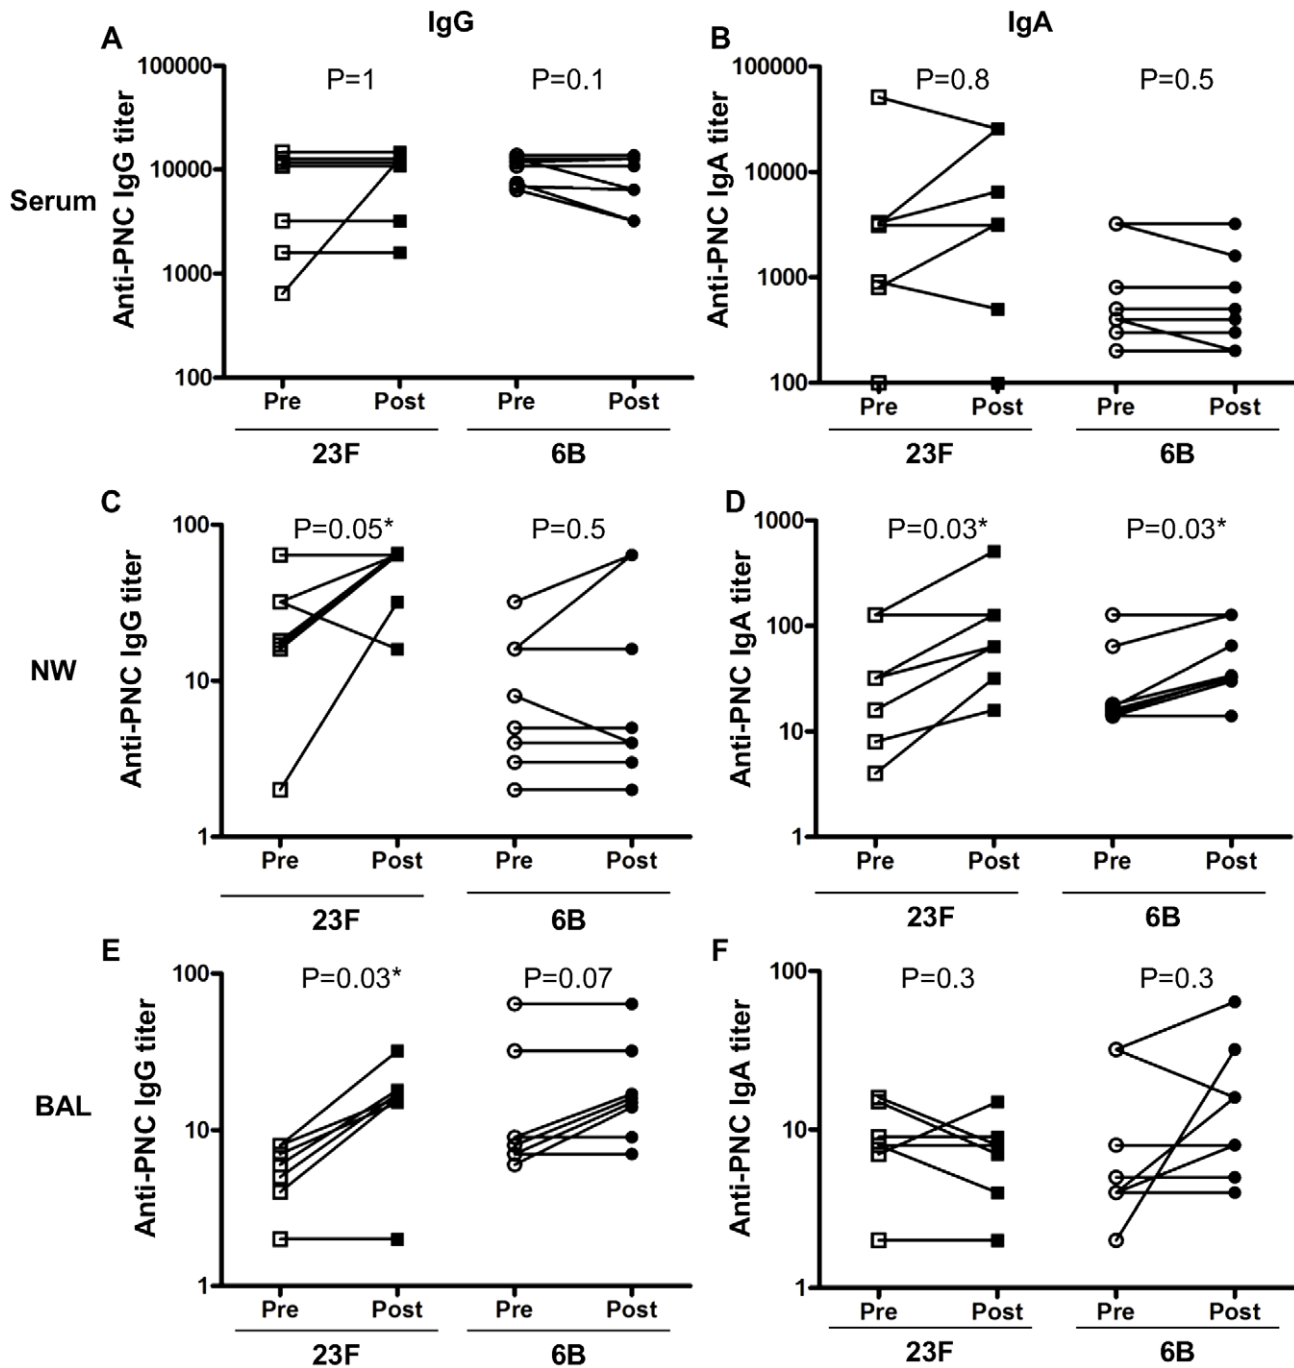 IgG
IgA
A
B
Serum
Anti-PNC IgG titer
100000
10000
1000
100
P=1
P=0.1
Pre
Post
Pre
Post
23F
6B
Anti-PNC IgA titer
100000
10000
1000
100
P=0.8
P=0.5
Pre
Post
Pre
Post
23F
6B
C
D
NW
Anti-PNC IgG titer
100
10
1
P=0.05*
P=0.5
Pre
Post
Pre
Post
23F
6B
Anti-PNC IgA titer
1000
100
10
1
P=0.03*
P=0.03*
Pre
Post
Pre
Post
23F
6B
E
F
BAL
Anti-PNC IgG titer
100
10
1
P=0.03*
P=0.07
Pre
Post
Pre
Post
23F
6B
Anti-PNC IgA titer
100
10
1
P=0.3
P=0.3
Pre
Post
Pre
Post
23F
6B